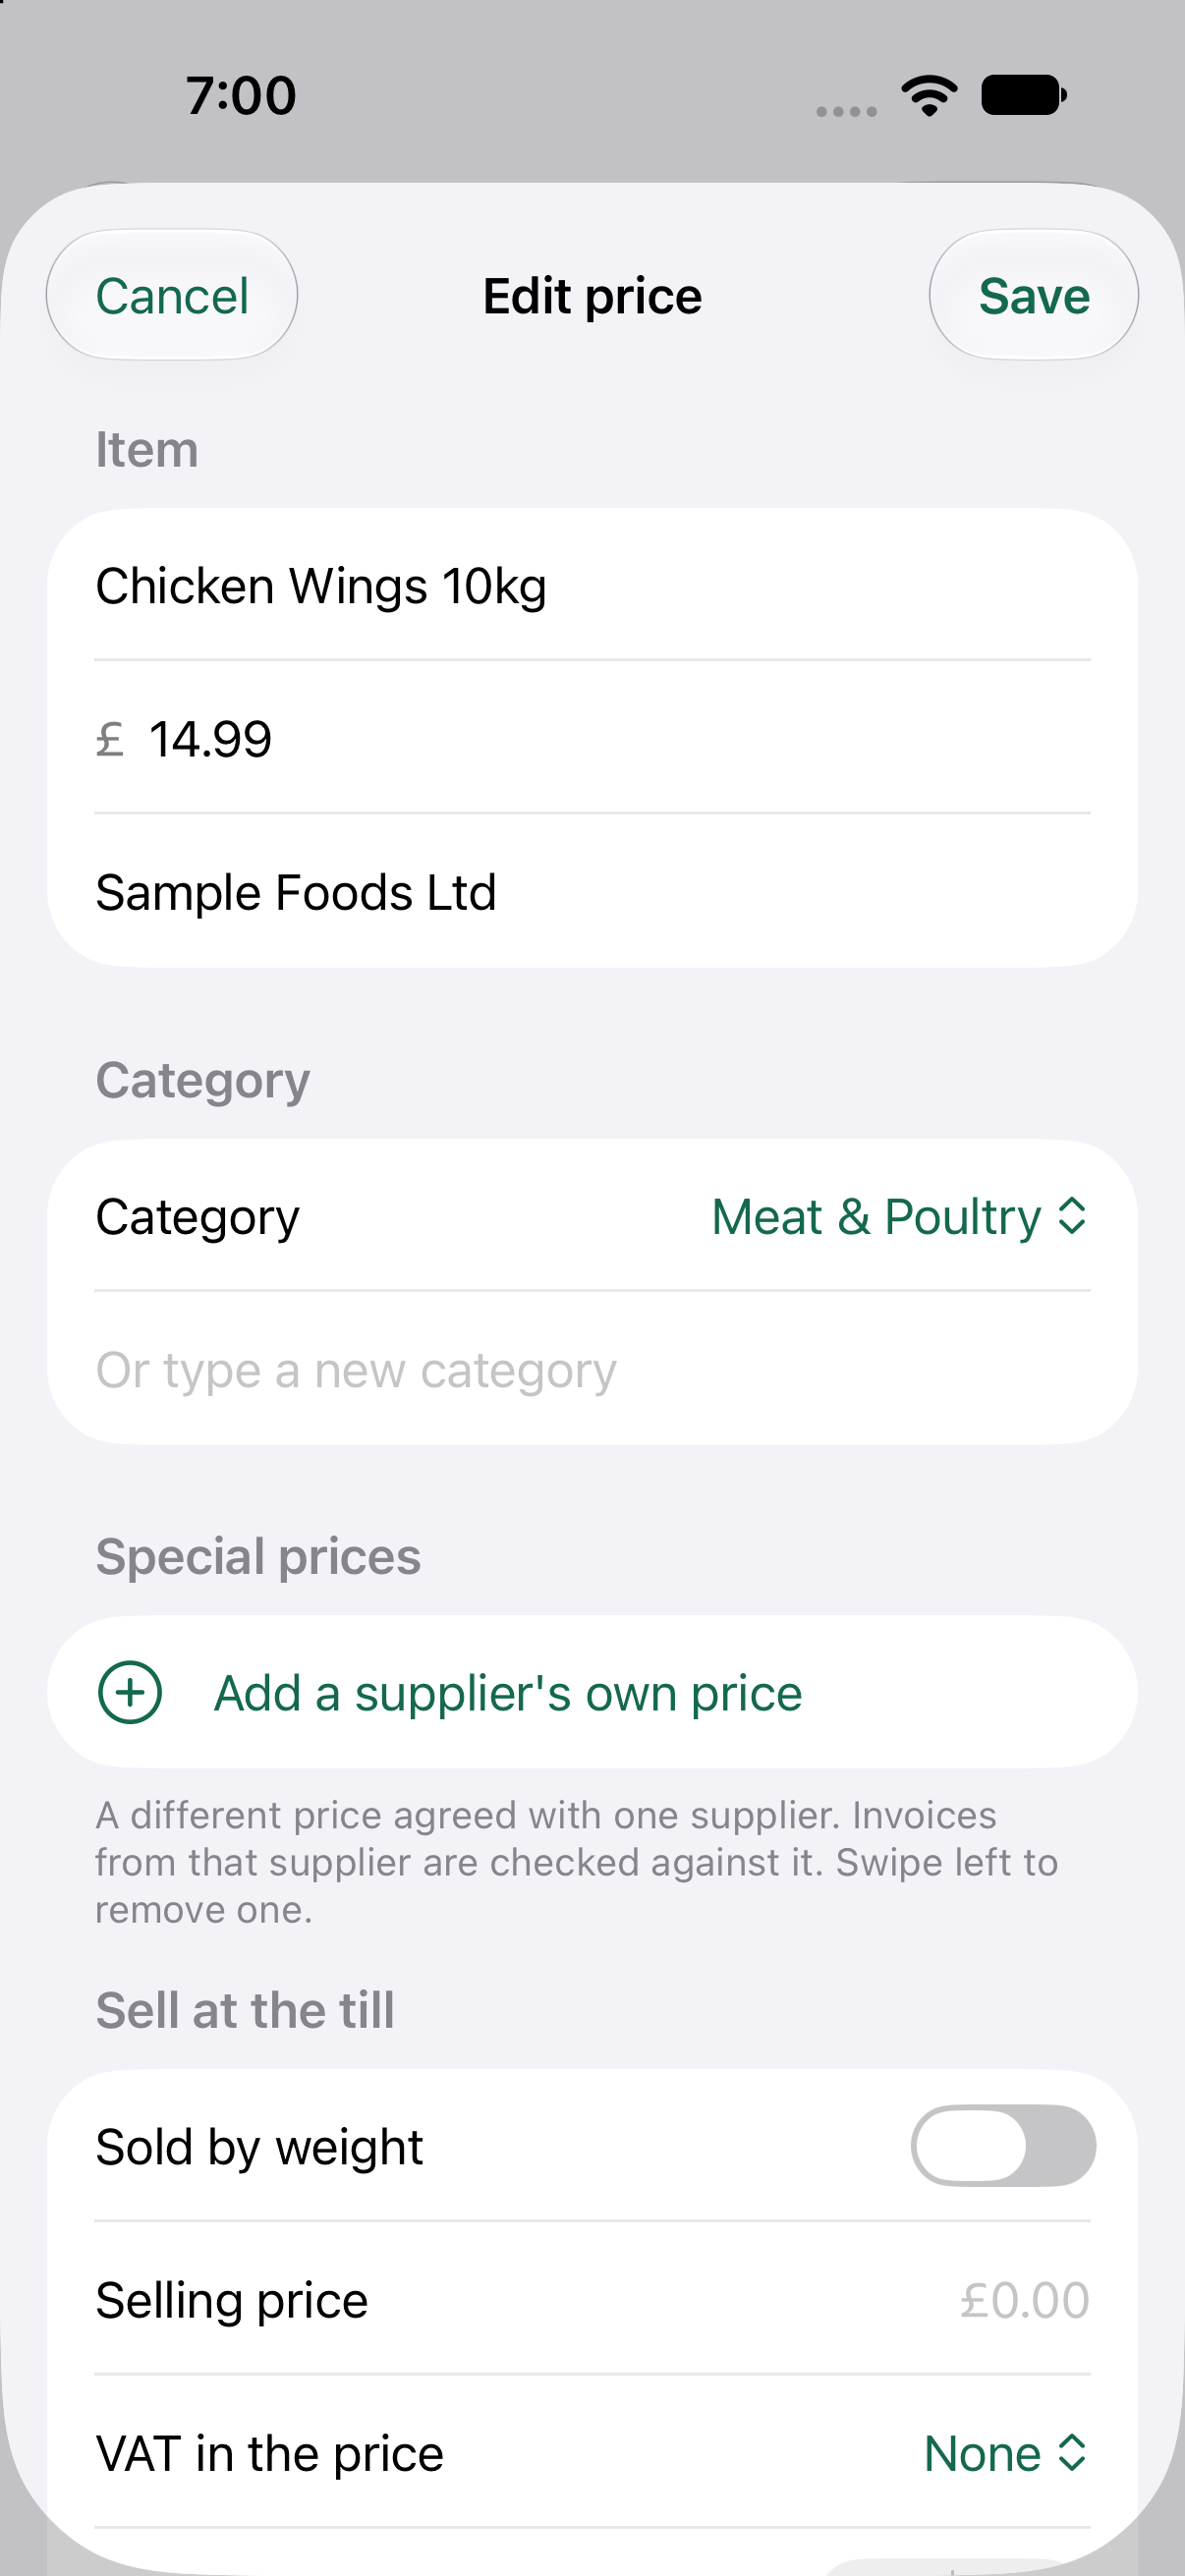 7:00
Cancel
Edit price
Save
Item
Chicken Wings 10kg
£ 14.99
Sample Foods Ltd
Category
Category
Meat & Poultry
Or type a new category
Special prices
Add a supplier's own price
A different price agreed with one supplier. Invoices
from that supplier are checked against it. Swipe left to
remove one.
Sell at the till
Sold by weight
Selling price
£0.00
VAT in the price
None